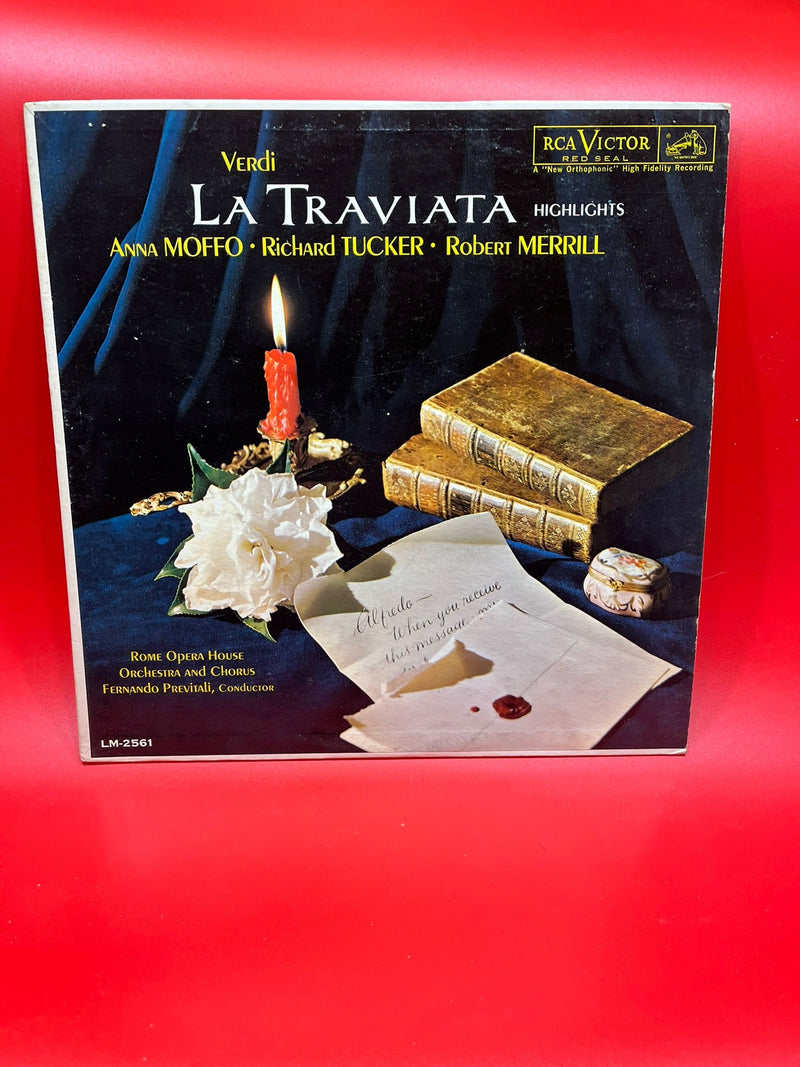 Verdi
RCA VICTOR
RED SEAL
A "New Orthophonic" High Fidelity Recording
LA TRAVIATA HIGHLIGHTS
ANNA MOFFO • RICHARD TUCKER • ROBERT MERRILL
Alfredo—
When you receive
this message
ROME OPERA HOUSE
ORCHESTRA AND CHORUS
FERNANDO PREVITALI, CONDUCTOR
LM-2561